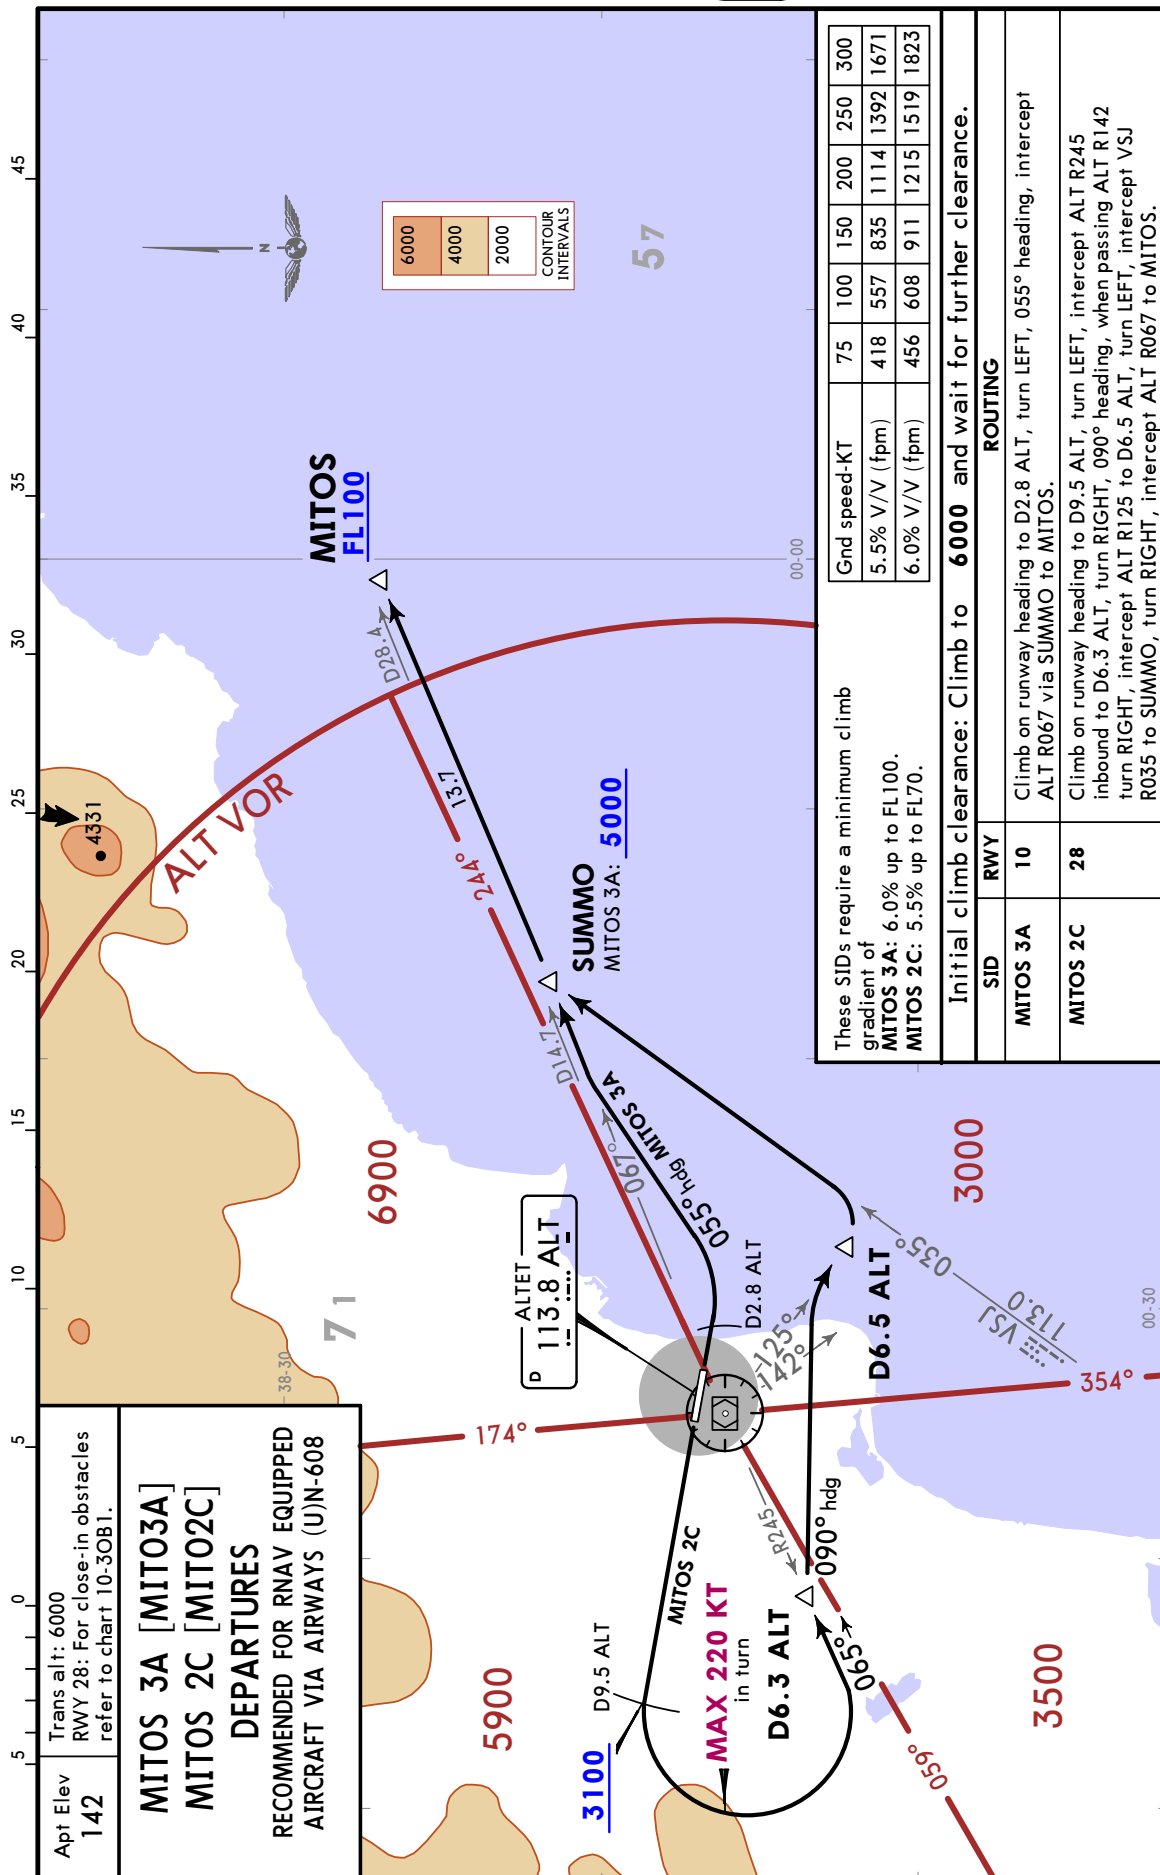 Apt Elev
142
Trans alt: 6000
RWY 28: For close-in obstacles
refer to chart 10-3OB1.
MITOS 3A [MITO3A]
MITOS 2C [MITO2C]
DEPARTURES
RECOMMENDED FOR RNAV EQUIPPED
AIRCRAFT VIA AIRWAYS (U)N-608
5
0
5
10
15
20
25
30
35
40
45
4331
ALT VOR
N
6000
4000
2000
CONTOUR
INTERVALS
57
71
38-30
6900
5900
3500
3000
MITOS
FL100
D28.4
13.7
244°
SUMMO
MITOS 3A: 5000
D14.7
067°
055° hdg MITOS 3A
ALTET
D 113.8 ALT
D2.8 ALT
174°
354°
059°
125°
142°
D6.5 ALT
035°
VSJ
113.0
00-30
00-00
R245
090° hdg
MITOS 2C
D9.5 ALT
3100
MAX 220 KT
in turn
D6.3 ALT
065°
These SIDs require a minimum climb
gradient of
MITOS 3A: 6.0% up to FL100.
MITOS 2C: 5.5% up to FL70.
Gnd speed-KT 75 100 150 200 250 300
5.5% V/V (fpm) 418 557 835 1114 1392 1671
6.0% V/V (fpm) 456 608 911 1215 1519 1823
Initial climb clearance: Climb to 6000 and wait for further clearance.
SID RWY ROUTING
MITOS 3A 10 Climb on runway heading to D2.8 ALT, turn LEFT, 055° heading, intercept
ALT R067 via SUMMO to MITOS.
MITOS 2C 28 Climb on runway heading to D9.5 ALT, turn LEFT, intercept ALT R245
inbound to D6.3 ALT, turn RIGHT, 090° heading, when passing ALT R142
turn RIGHT, intercept ALT R125 to D6.5 ALT, turn LEFT, intercept VSJ
R035 to SUMMO, turn RIGHT, intercept ALT R067 to MITOS.